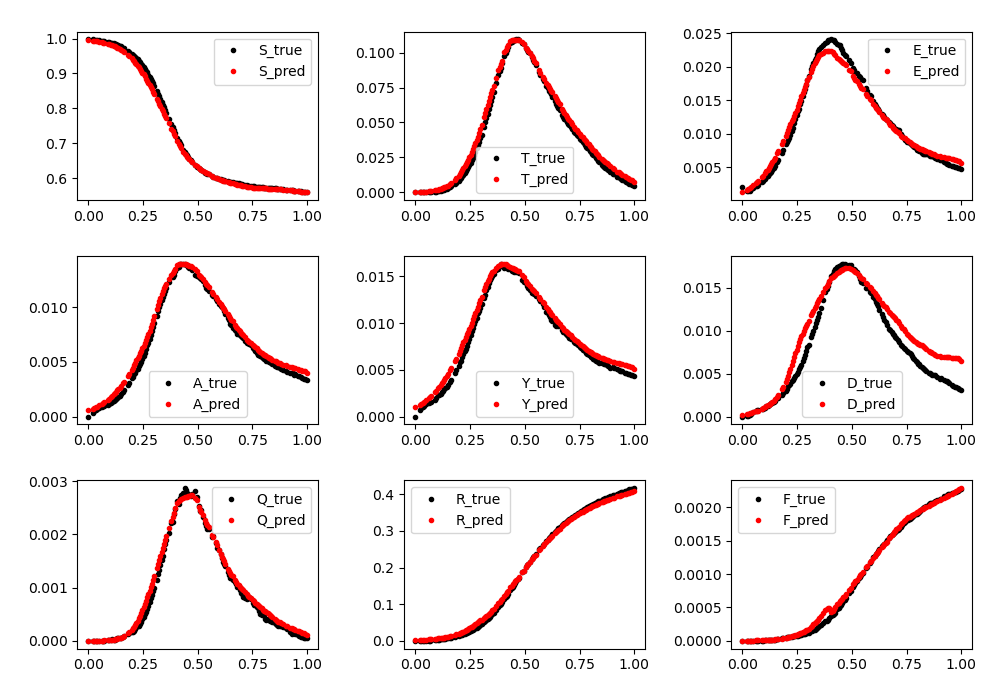 1.0
0.9
0.8
0.7
0.6
0.00 0.25 0.50 0.75 1.00
S_true
S_pred
0.100
0.075
0.050
0.025
0.000
0.00 0.25 0.50 0.75 1.00
T_true
T_pred
0.025
0.020
0.015
0.010
0.005
0.00 0.25 0.50 0.75 1.00
E_true
E_pred
0.010
0.005
0.000
0.00 0.25 0.50 0.75 1.00
A_true
A_pred
0.015
0.010
0.005
0.000
0.00 0.25 0.50 0.75 1.00
Y_true
Y_pred
0.015
0.010
0.005
0.000
0.00 0.25 0.50 0.75 1.00
D_true
D_pred
0.003
0.002
0.001
0.000
0.00 0.25 0.50 0.75 1.00
Q_true
Q_pred
0.4
0.3
0.2
0.1
0.0
0.00 0.25 0.50 0.75 1.00
R_true
R_pred
0.0020
0.0015
0.0010
0.0005
0.0000
0.00 0.25 0.50 0.75 1.00
F_true
F_pred